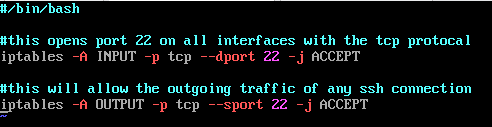 #/bin/bash
#this opens port 22 on all interfaces with the tcp protocal
iptables -A INPUT -p tcp --dport 22 -j ACCEPT
#this will allow the outgoing traffic of any ssh connection
iptables -A OUTPUT -p tcp --sport 22 -j ACCEPT
~